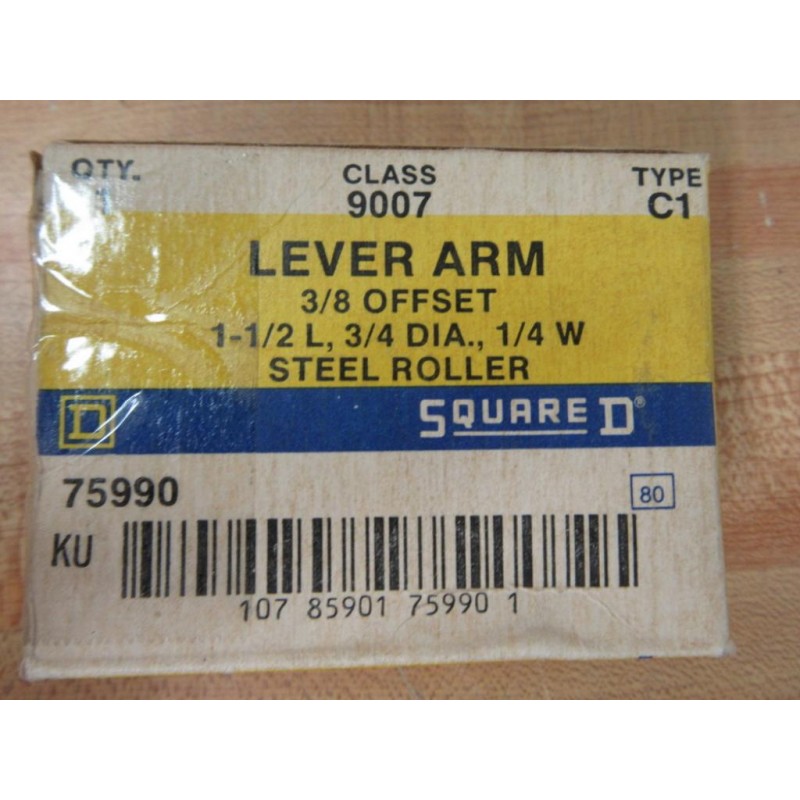 QTY. CLASS TYPE
1 9007 C1
LEVER ARM
3/8 OFFSET
1-1/2 L, 3/4 DIA., 1/4 W
STEEL ROLLER
D SQUARE D®
75990 80
KU
107 85901 75990 1